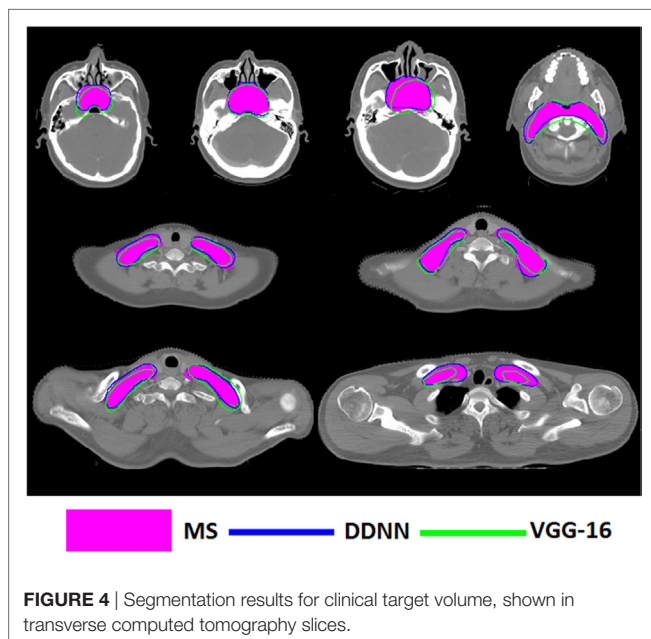 MS DDNN VGG-16
FIGURE 4 | Segmentation results for clinical target volume, shown in
transverse computed tomography slices.